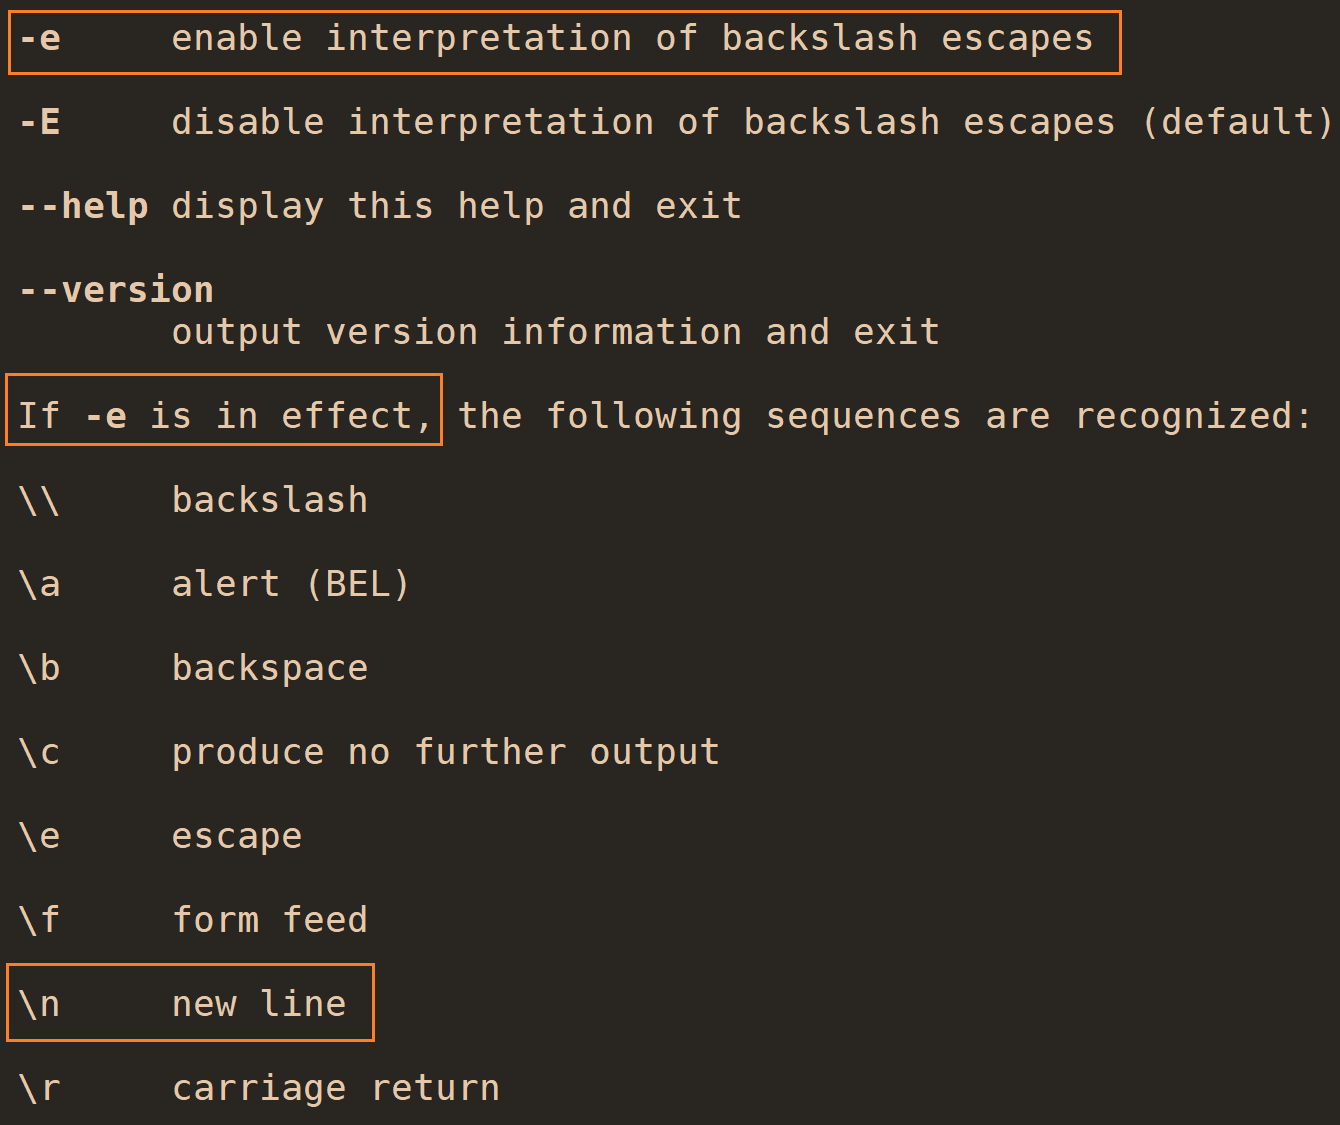 -e     enable interpretation of backslash escapes
-E     disable interpretation of backslash escapes (default)
--help display this help and exit
--version
output version information and exit
If -e is in effect, the following sequences are recognized:
\\     backslash
\a     alert (BEL)
\b     backspace
\c     produce no further output
\e     escape
\f     form feed
\n     new line
\r     carriage return